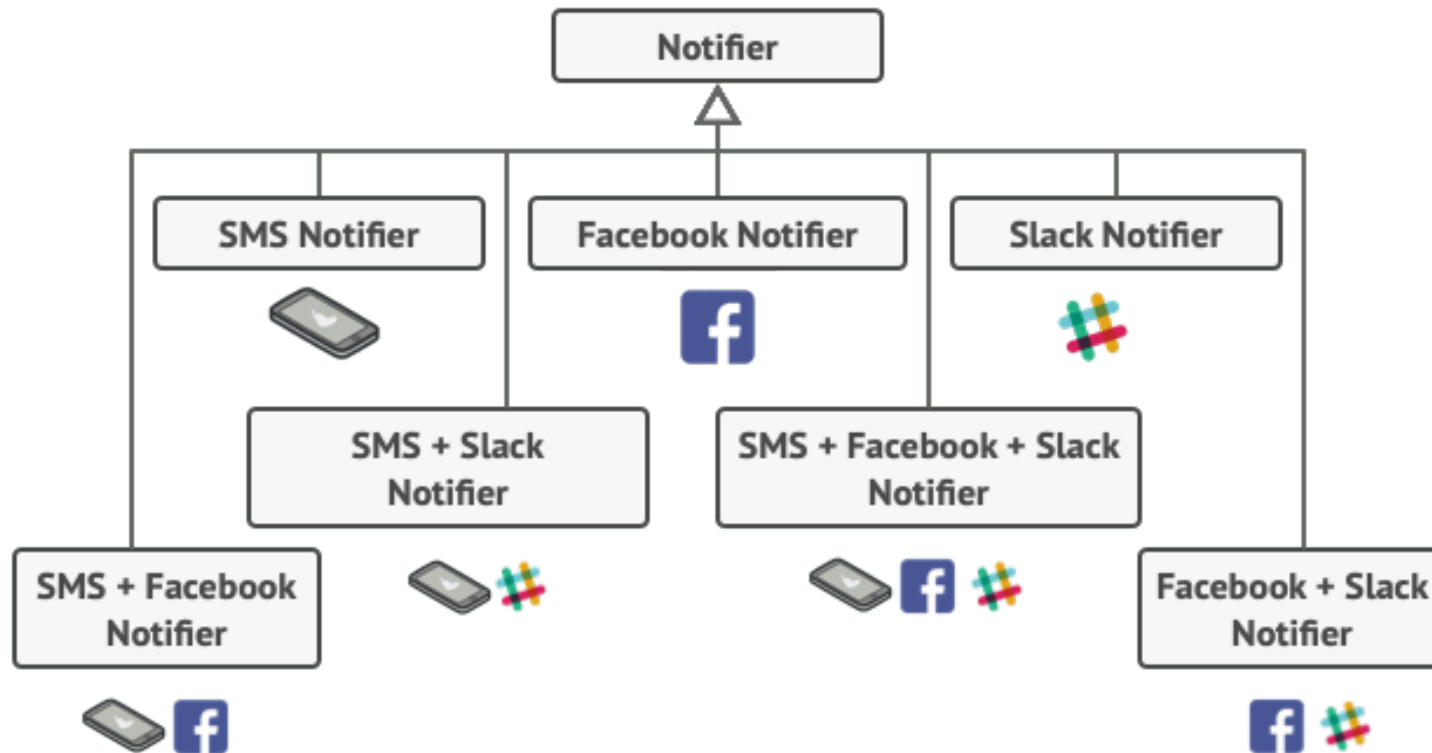 Notifier
SMS Notifier
Facebook Notifier
Slack Notifier
SMS + Slack
Notifier
SMS + Facebook + Slack
Notifier
SMS + Facebook
Notifier
Facebook + Slack
Notifier